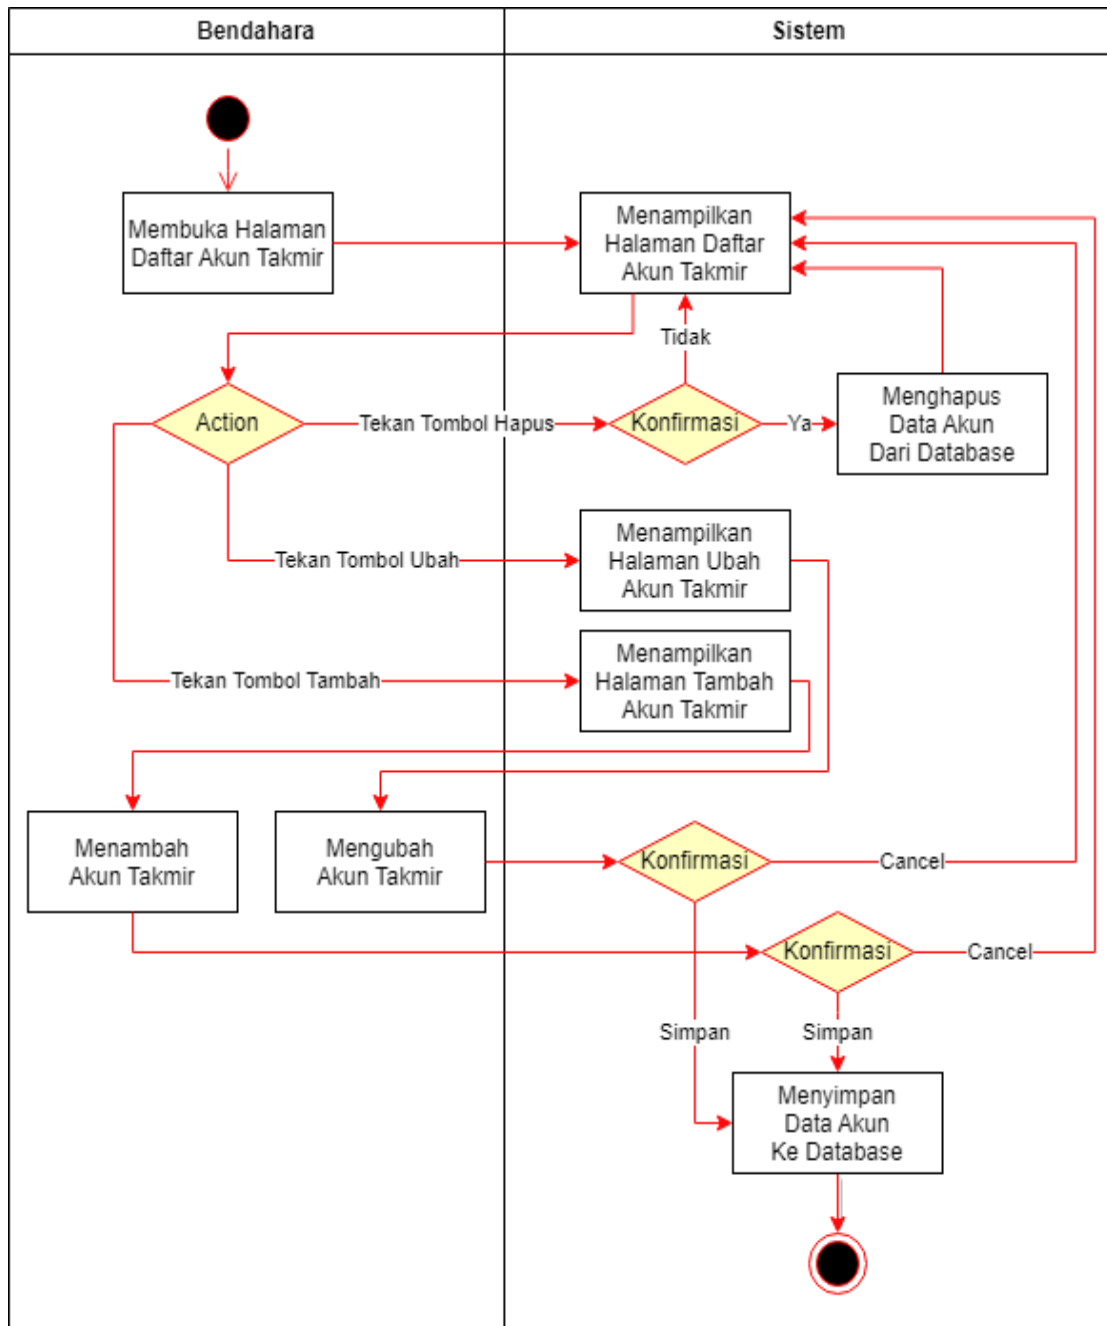 Bendahara
Sistem
Membuka Halaman
Daftar Akun Takmir
Menampilkan
Halaman Daftar
Akun Takmir
Tidak
Action
Tekan Tombol Hapus
Konfirmasi
Ya
Menghapus
Data Akun
Dari Database
Tekan Tombol Ubah
Menampilkan
Halaman Ubah
Akun Takmir
Tekan Tombol Tambah
Menampilkan
Halaman Tambah
Akun Takmir
Menambah
Akun Takmir
Mengubah
Akun Takmir
Konfirmasi
Cancel
Konfirmasi
Cancel
Simpan
Simpan
Menyimpan
Data Akun
Ke Database